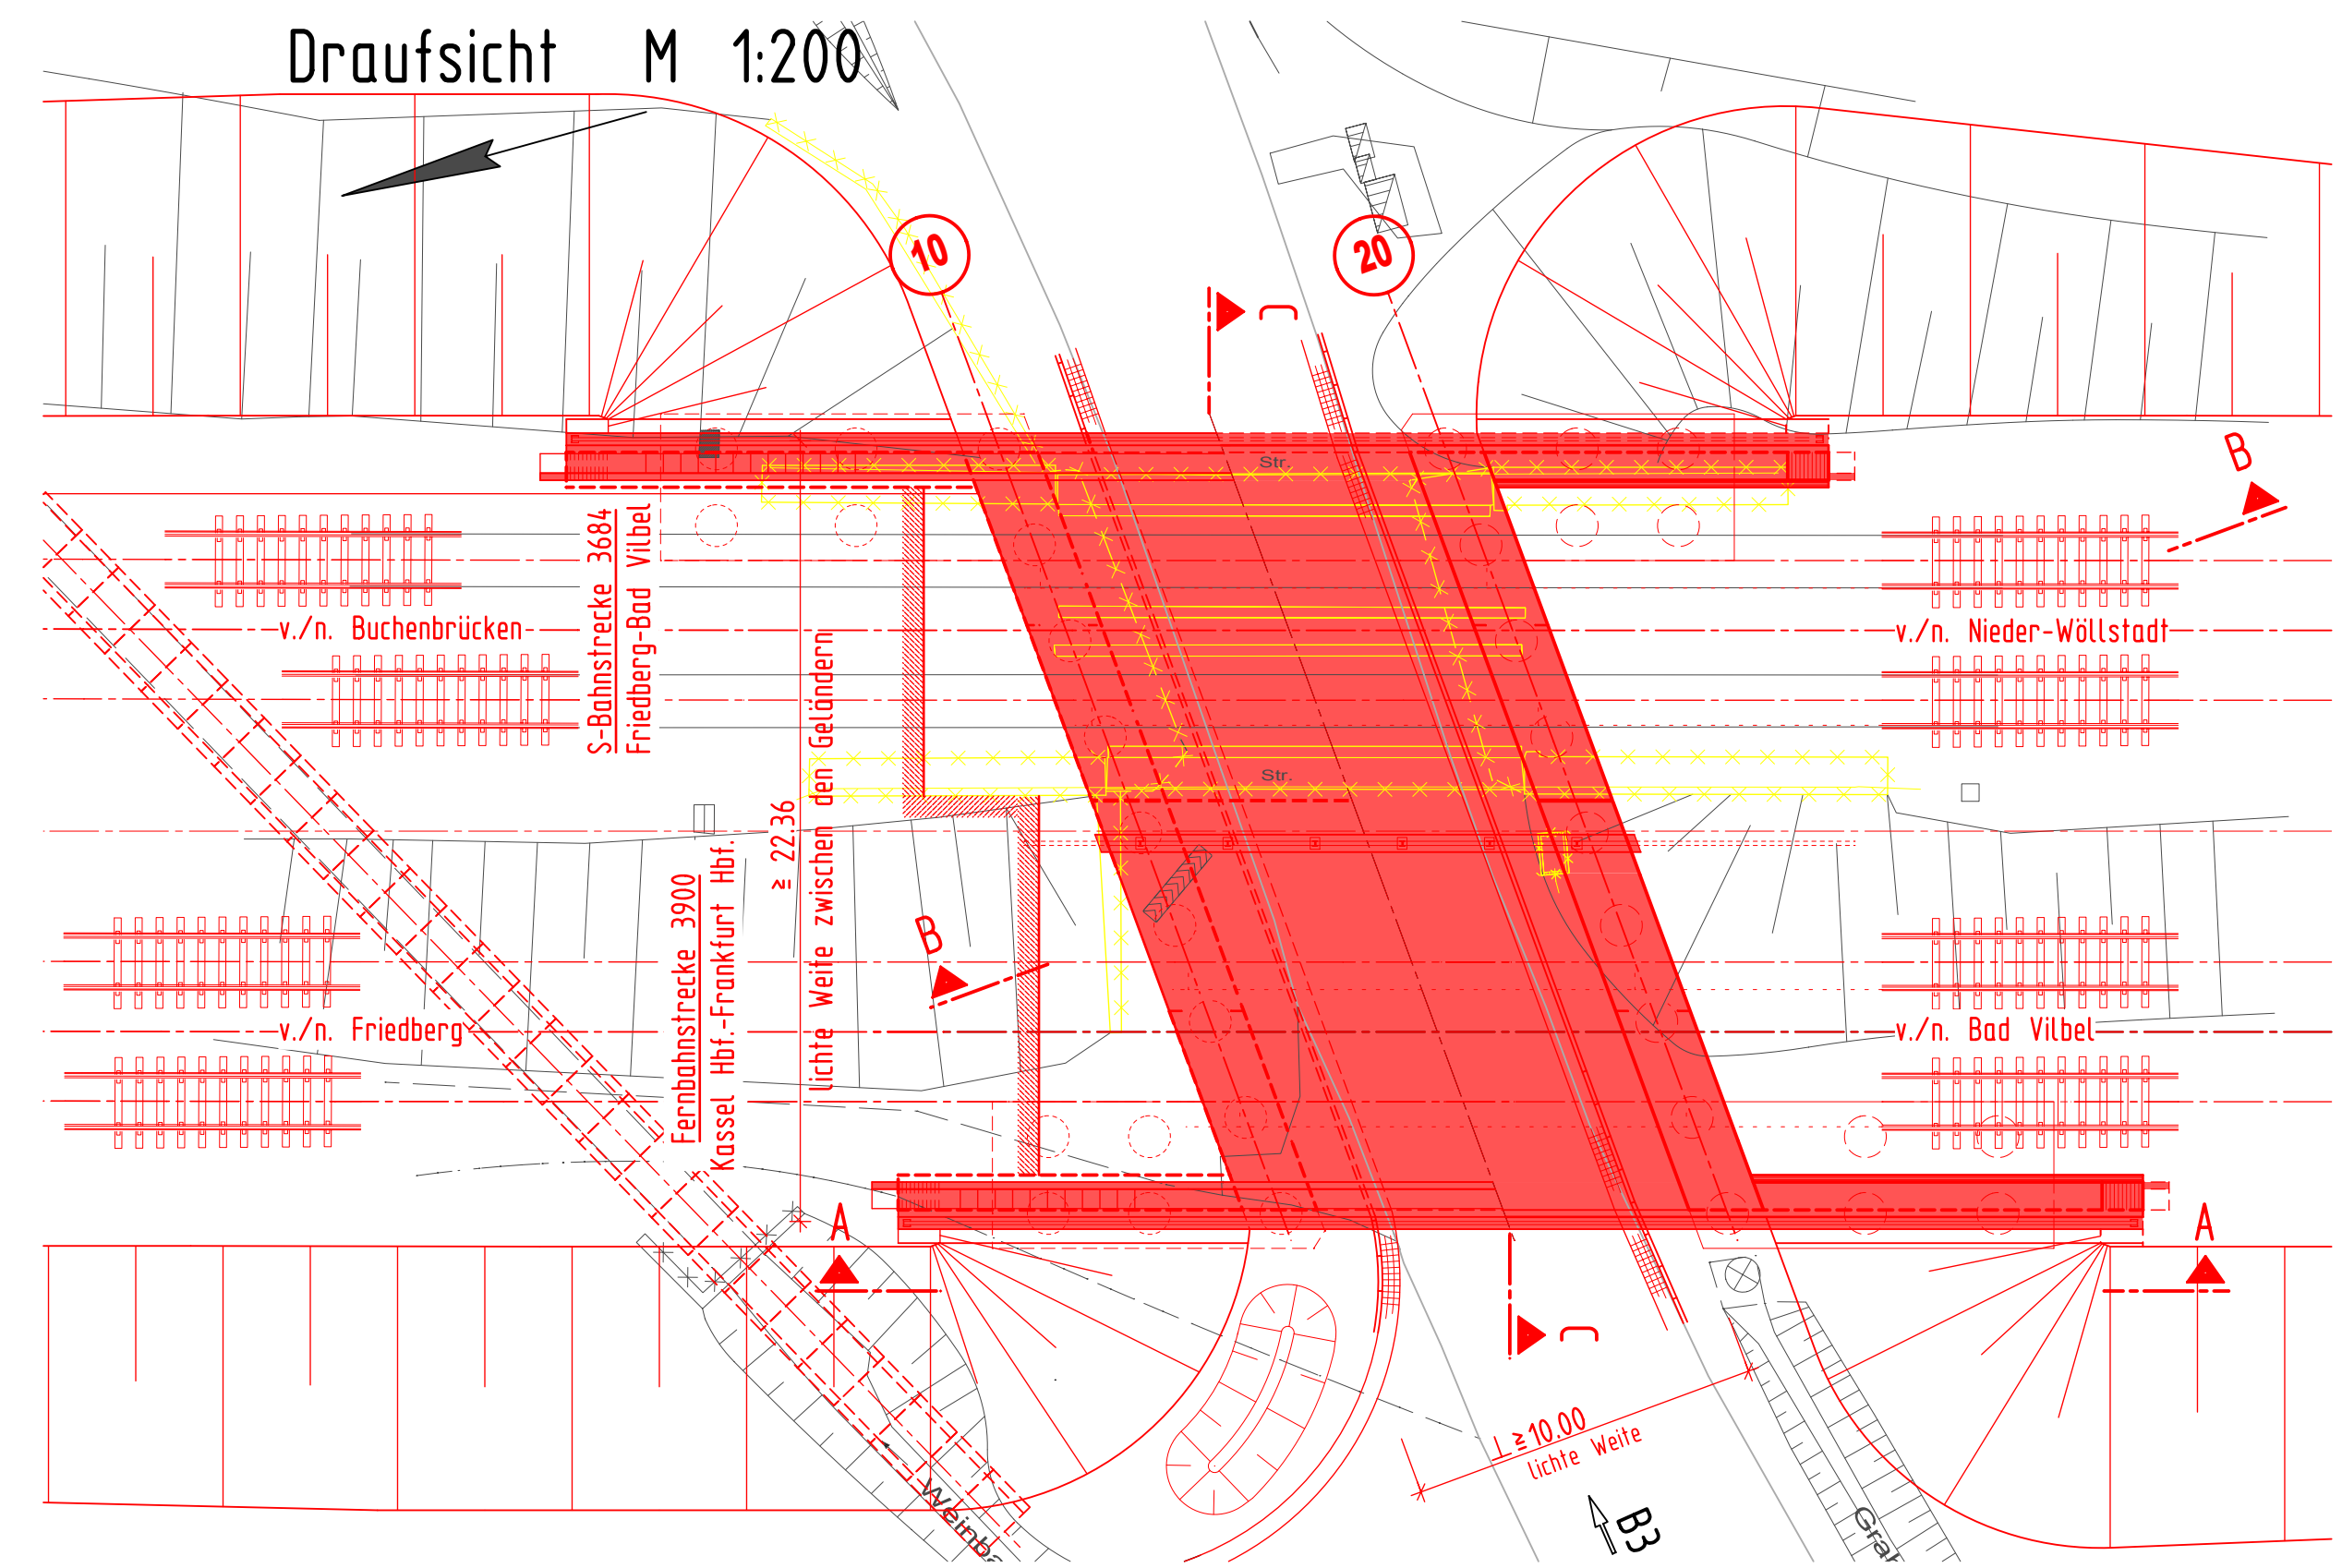 Draufsicht M 1:200
10
20
C
B
Str.
S-Bahnstrecke 3684
Friedberg-Bad Vilbel
v./n. Buchenbrücken
v./n. Nieder-Wöllstadt
Str.
≥ 22.36
lichte Weite zwischen den Geländern
Fernbahnstrecke 3900
Kassel Hbf.-Frankfurt Hbf.
B
v./n. Friedberg
v./n. Bad Vilbel
A
A
C
⊥≥10.00
lichte Weite
B3